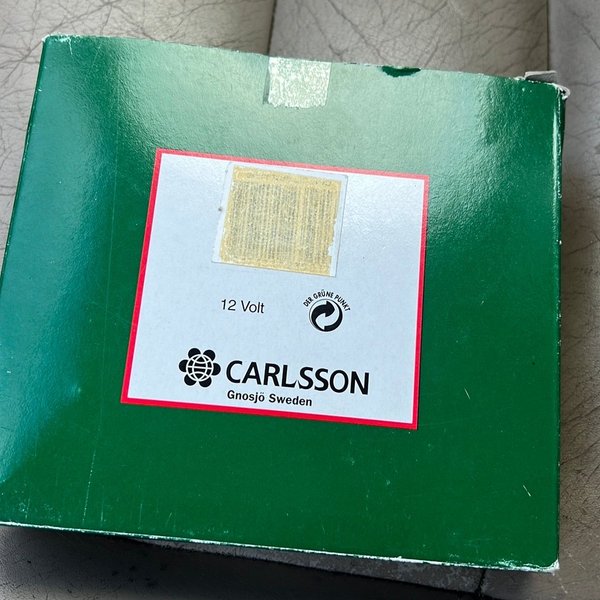 12 Volt
DER GRÜNE PUNKT
CARLSSON
Gnosjö Sweden